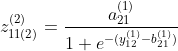 z_{11(2)}^{(2)} = \frac{a_{21}^{(1)}}{1 + e^{-(y_{12}^{(1)} - b_{21}^{(1)})}}